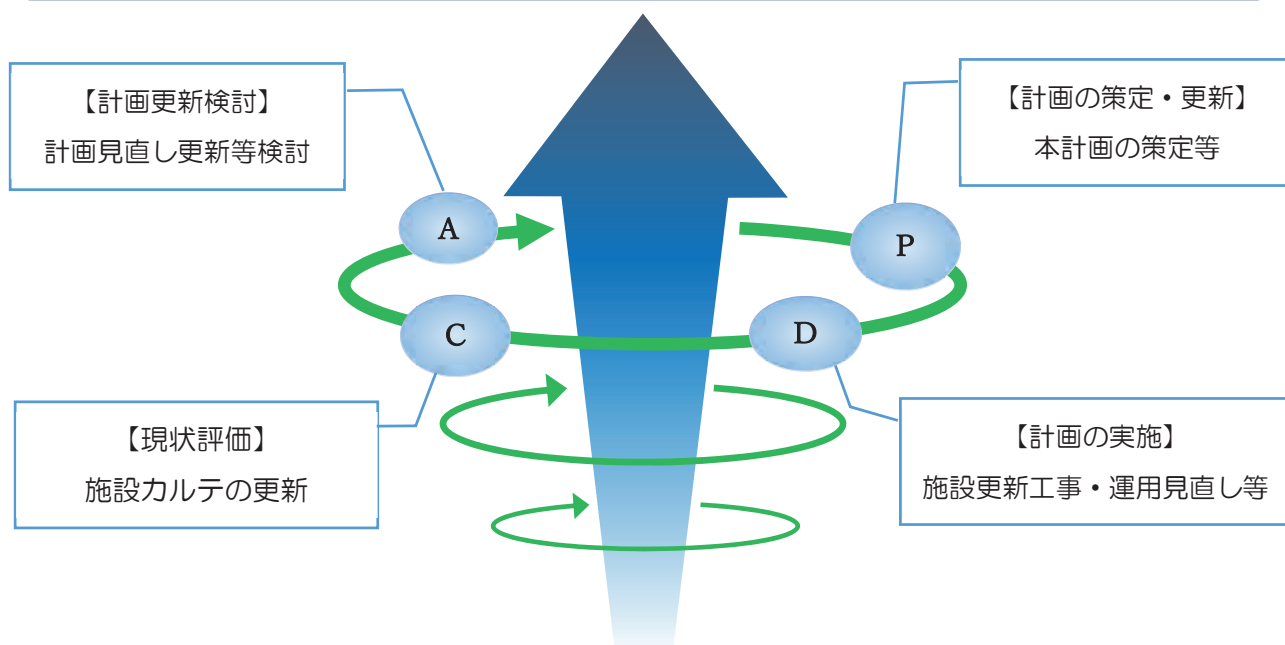 【計画更新検討】
計画見直し更新等検討
【計画の策定・更新】
本計画の策定等
A
P
C
D
【現状評価】
施設カルテの更新
【計画の実施】
施設更新工事・運用見直し等